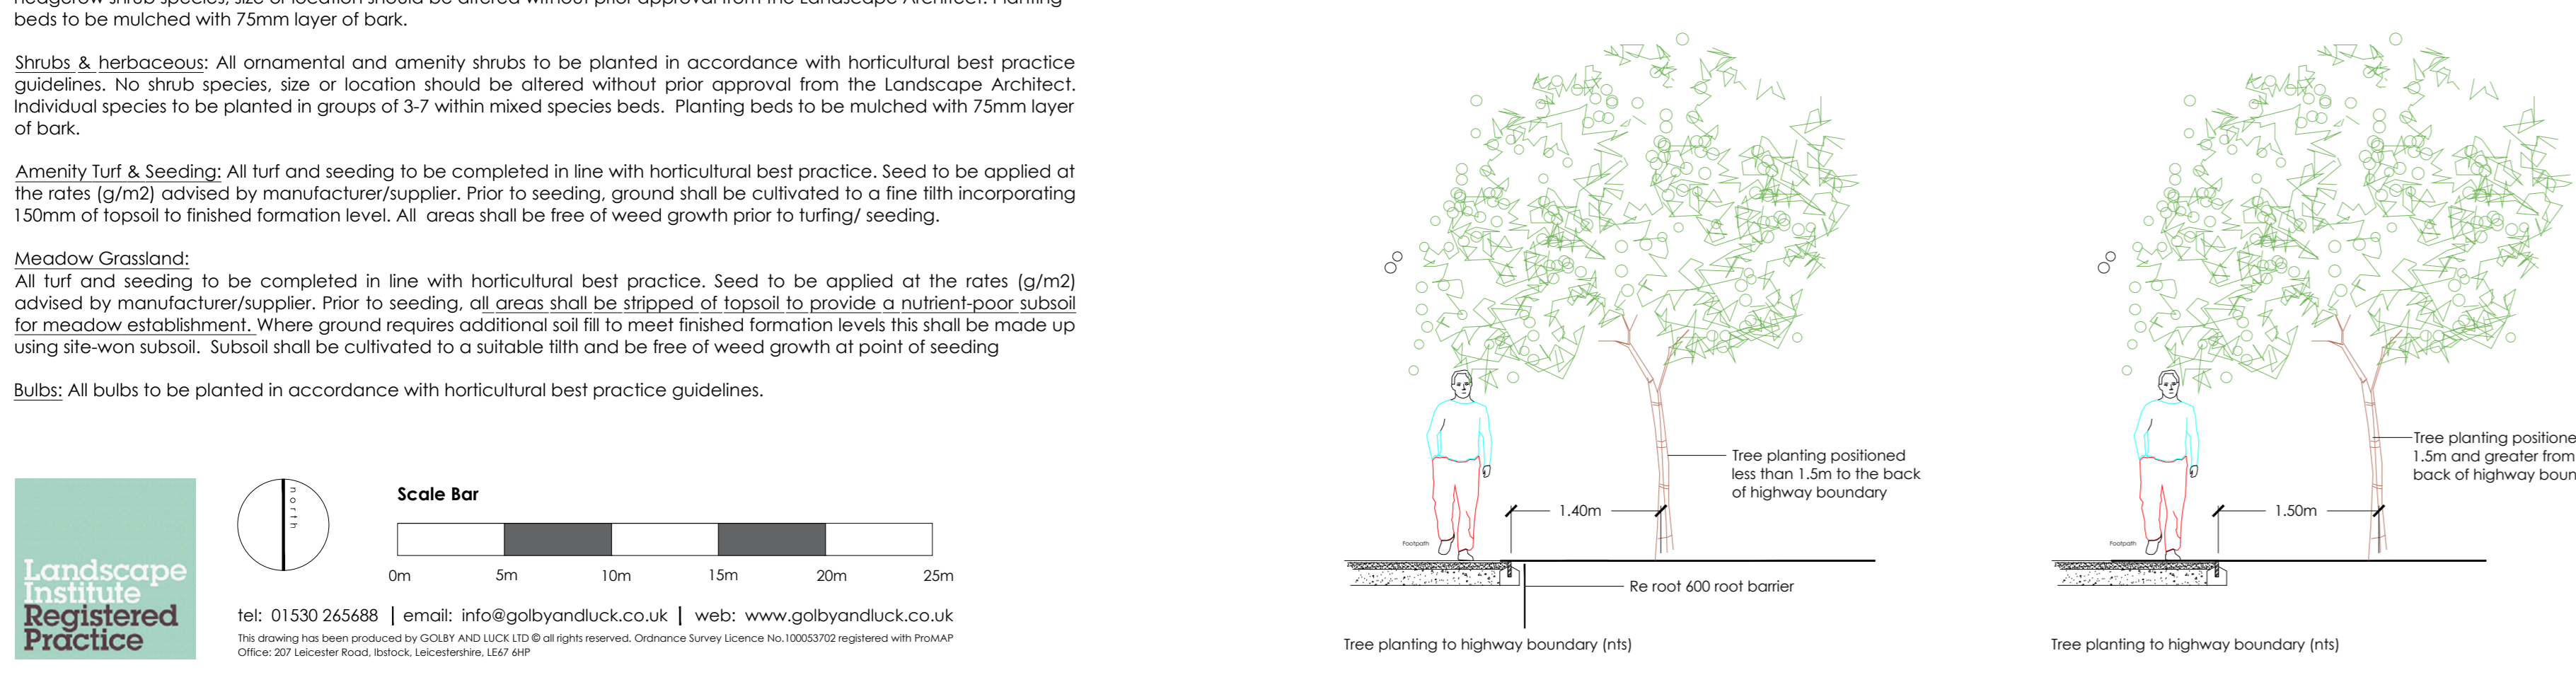 beds to be mulched with 75mm layer of bark.
Shrubs & herbaceous: All ornamental and amenity shrubs to be planted in accordance with horticultural best practice
guidelines. No shrub species, size or location should be altered without prior approval from the Landscape Architect.
Individual species to be planted in groups of 3-7 within mixed species beds. Planting beds to be mulched with 75mm layer
of bark.
Amenity Turf & Seeding: All turf and seeding to be completed in line with horticultural best practice. Seed to be applied at
the rates (g/m2) advised by manufacturer/supplier. Prior to seeding, ground shall be cultivated to a fine tilth incorporating
150mm of topsoil to finished formation level. All areas shall be free of weed growth prior to turfing/ seeding.
Meadow Grassland:
All turf and seeding to be completed in line with horticultural best practice. Seed to be applied at the rates (g/m2)
advised by manufacturer/supplier. Prior to seeding, all areas shall be stripped of topsoil to provide a nutrient-poor subsoil
for meadow establishment. Where ground requires additional soil fill to meet finished formation levels this shall be made up
using site-won subsoil. Subsoil shall be cultivated to a suitable tilth and be free of weed growth at point of seeding
Bulbs: All bulbs to be planted in accordance with horticultural best practice guidelines.
Landscape
Institute
Registered
Practice
north
Scale Bar
0m 5m 10m 15m 20m 25m
tel: 01530 265688 | email: info@golbyandluck.co.uk | web: www.golbyandluck.co.uk
This drawing has been produced by GOLBY AND LUCK LTD © all rights reserved. Ordnance Survey Licence No.100053702 registered with ProMAP
Office: 207 Leicester Road, Ibstock, Leicestershire, LE67 6HP
Tree planting positioned
less than 1.5m to the back
of highway boundary
1.40m
Footpath
Re root 600 root barrier
Tree planting to highway boundary (nts)
Tree planting positione
1.5m and greater from
back of highway boun
1.50m
Footpath
Tree planting to highway boundary (nts)